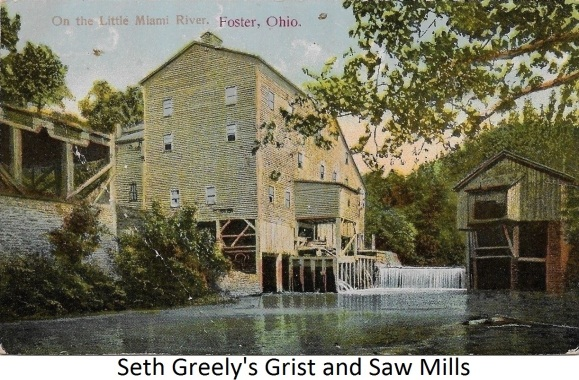 On the Little Miami River. Foster, Ohio.
Seth Greely's Grist and Saw Mills